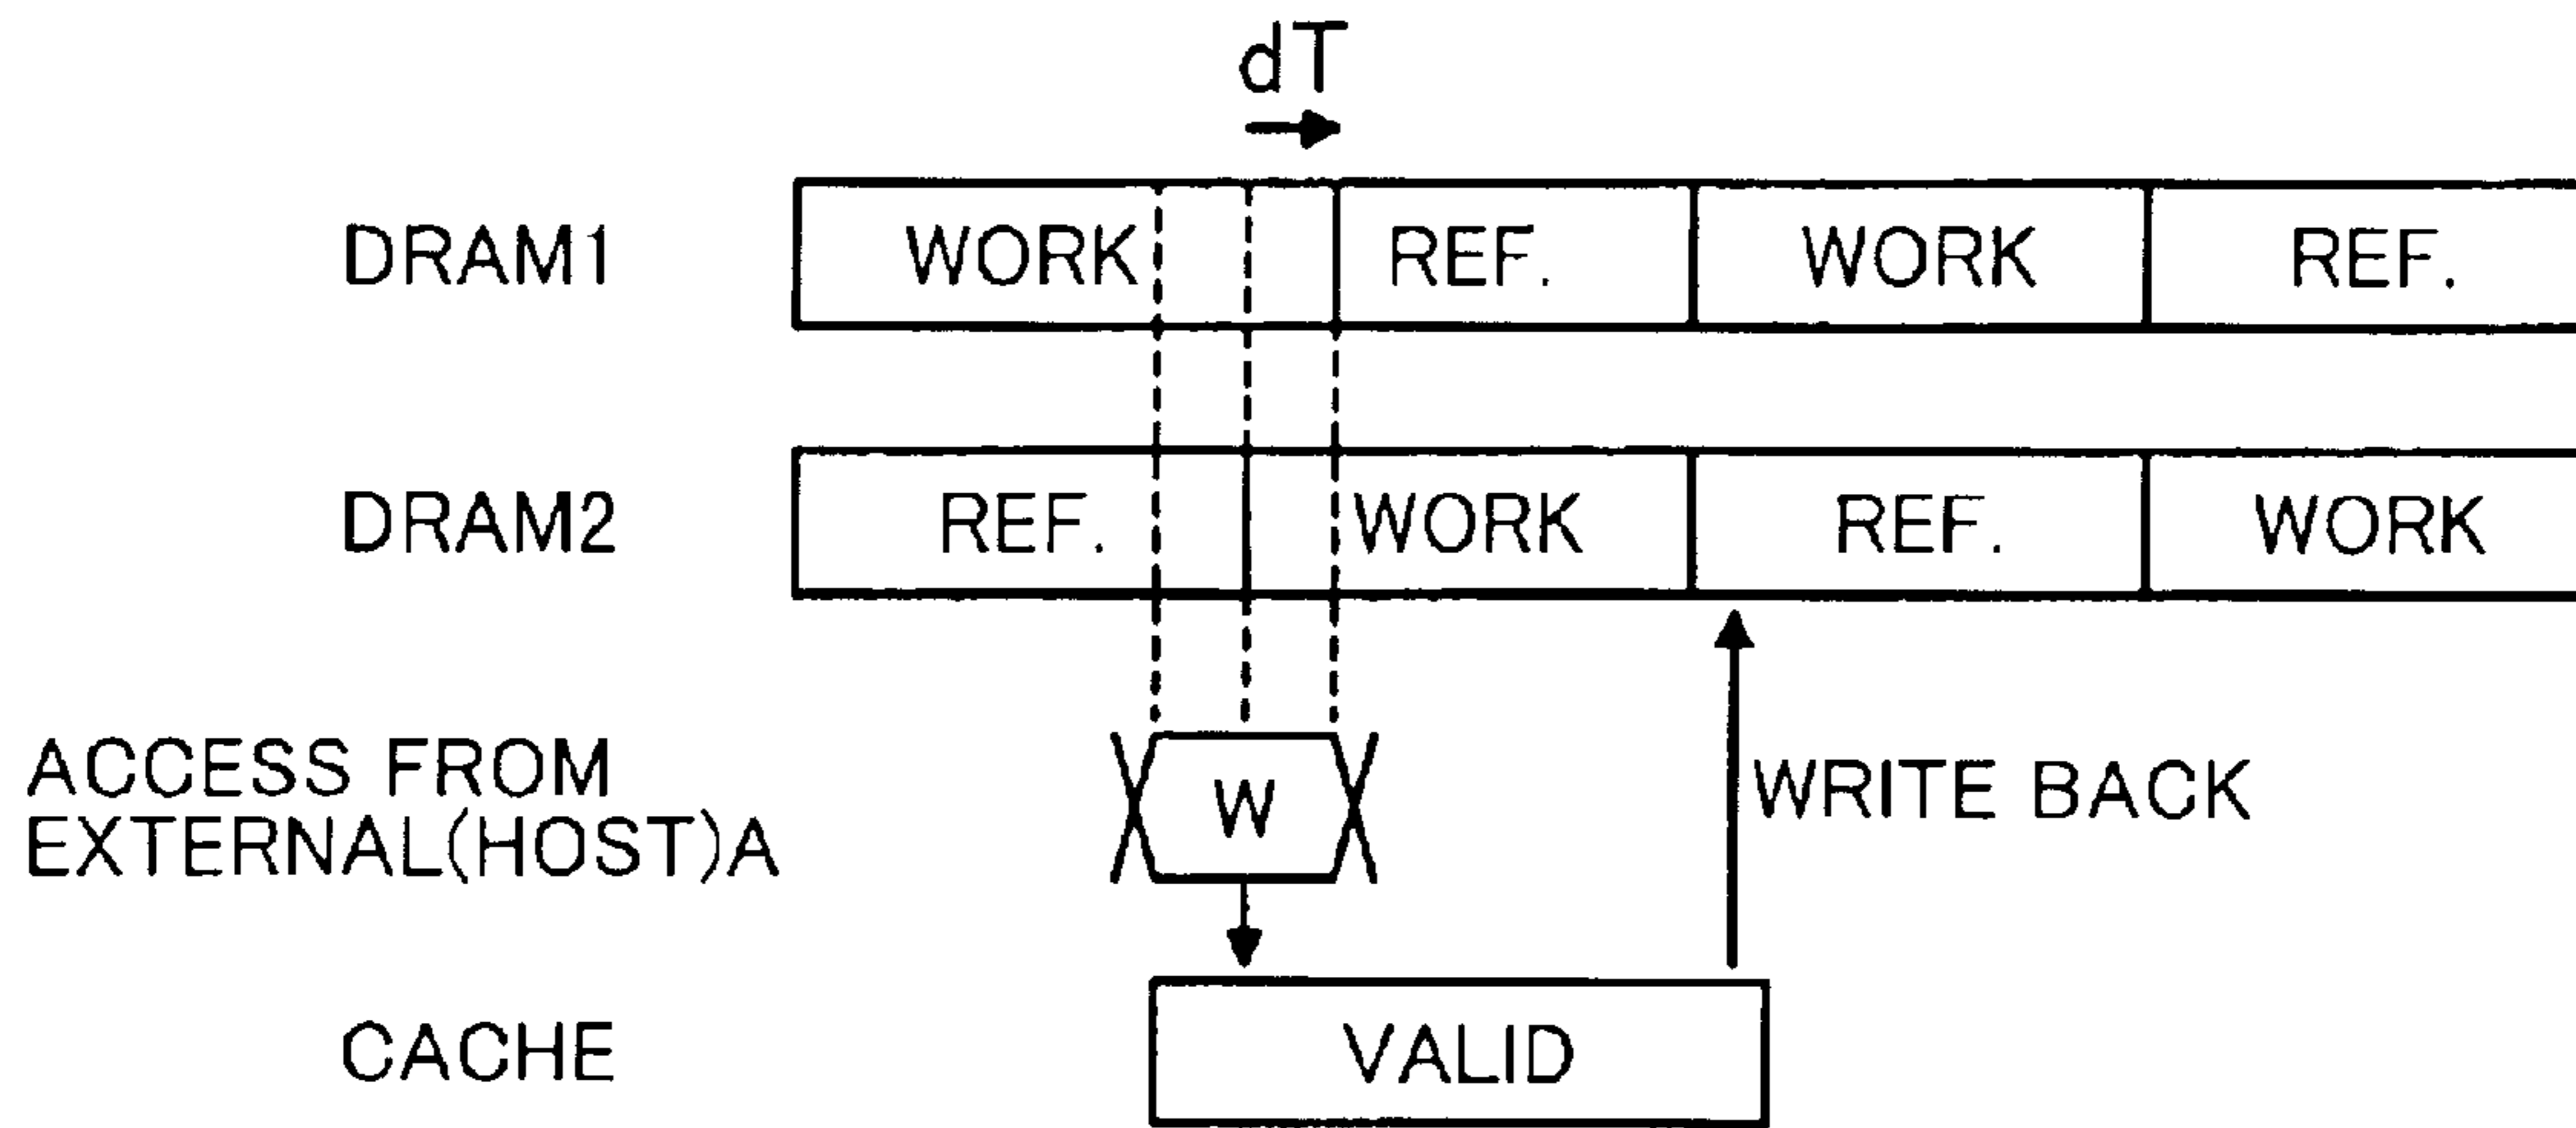 dT
DRAM1 WORK REF. WORK REF.
DRAM2 REF. WORK REF. WORK
ACCESS FROM
EXTERNAL(HOST)A
W
WRITE BACK
CACHE VALID